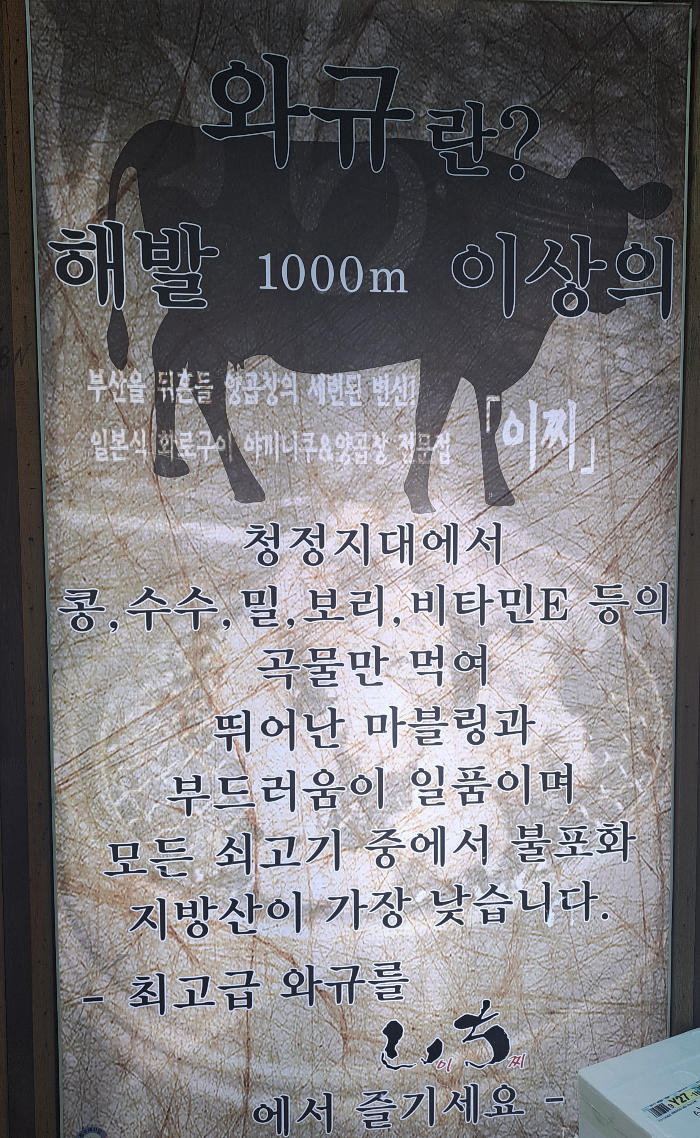 와규란?
해발 1000m 이상의
부산을 뒤흔들 양곱창의 세번된 변신!
일본식 화로구이 야끼니쿠&양곱창 전문점
「이찌」
청정지대에서
콩,수수,밀,보리,비타민E 등의
곡물만 먹여
뛰어난 마블링과
부드러움이 일품이며
모든 쇠고기 중에서 불포화
지방산이 가장 낮습니다.
- 최고급 와규를
いち
이 찌
에서 즐기세요 -